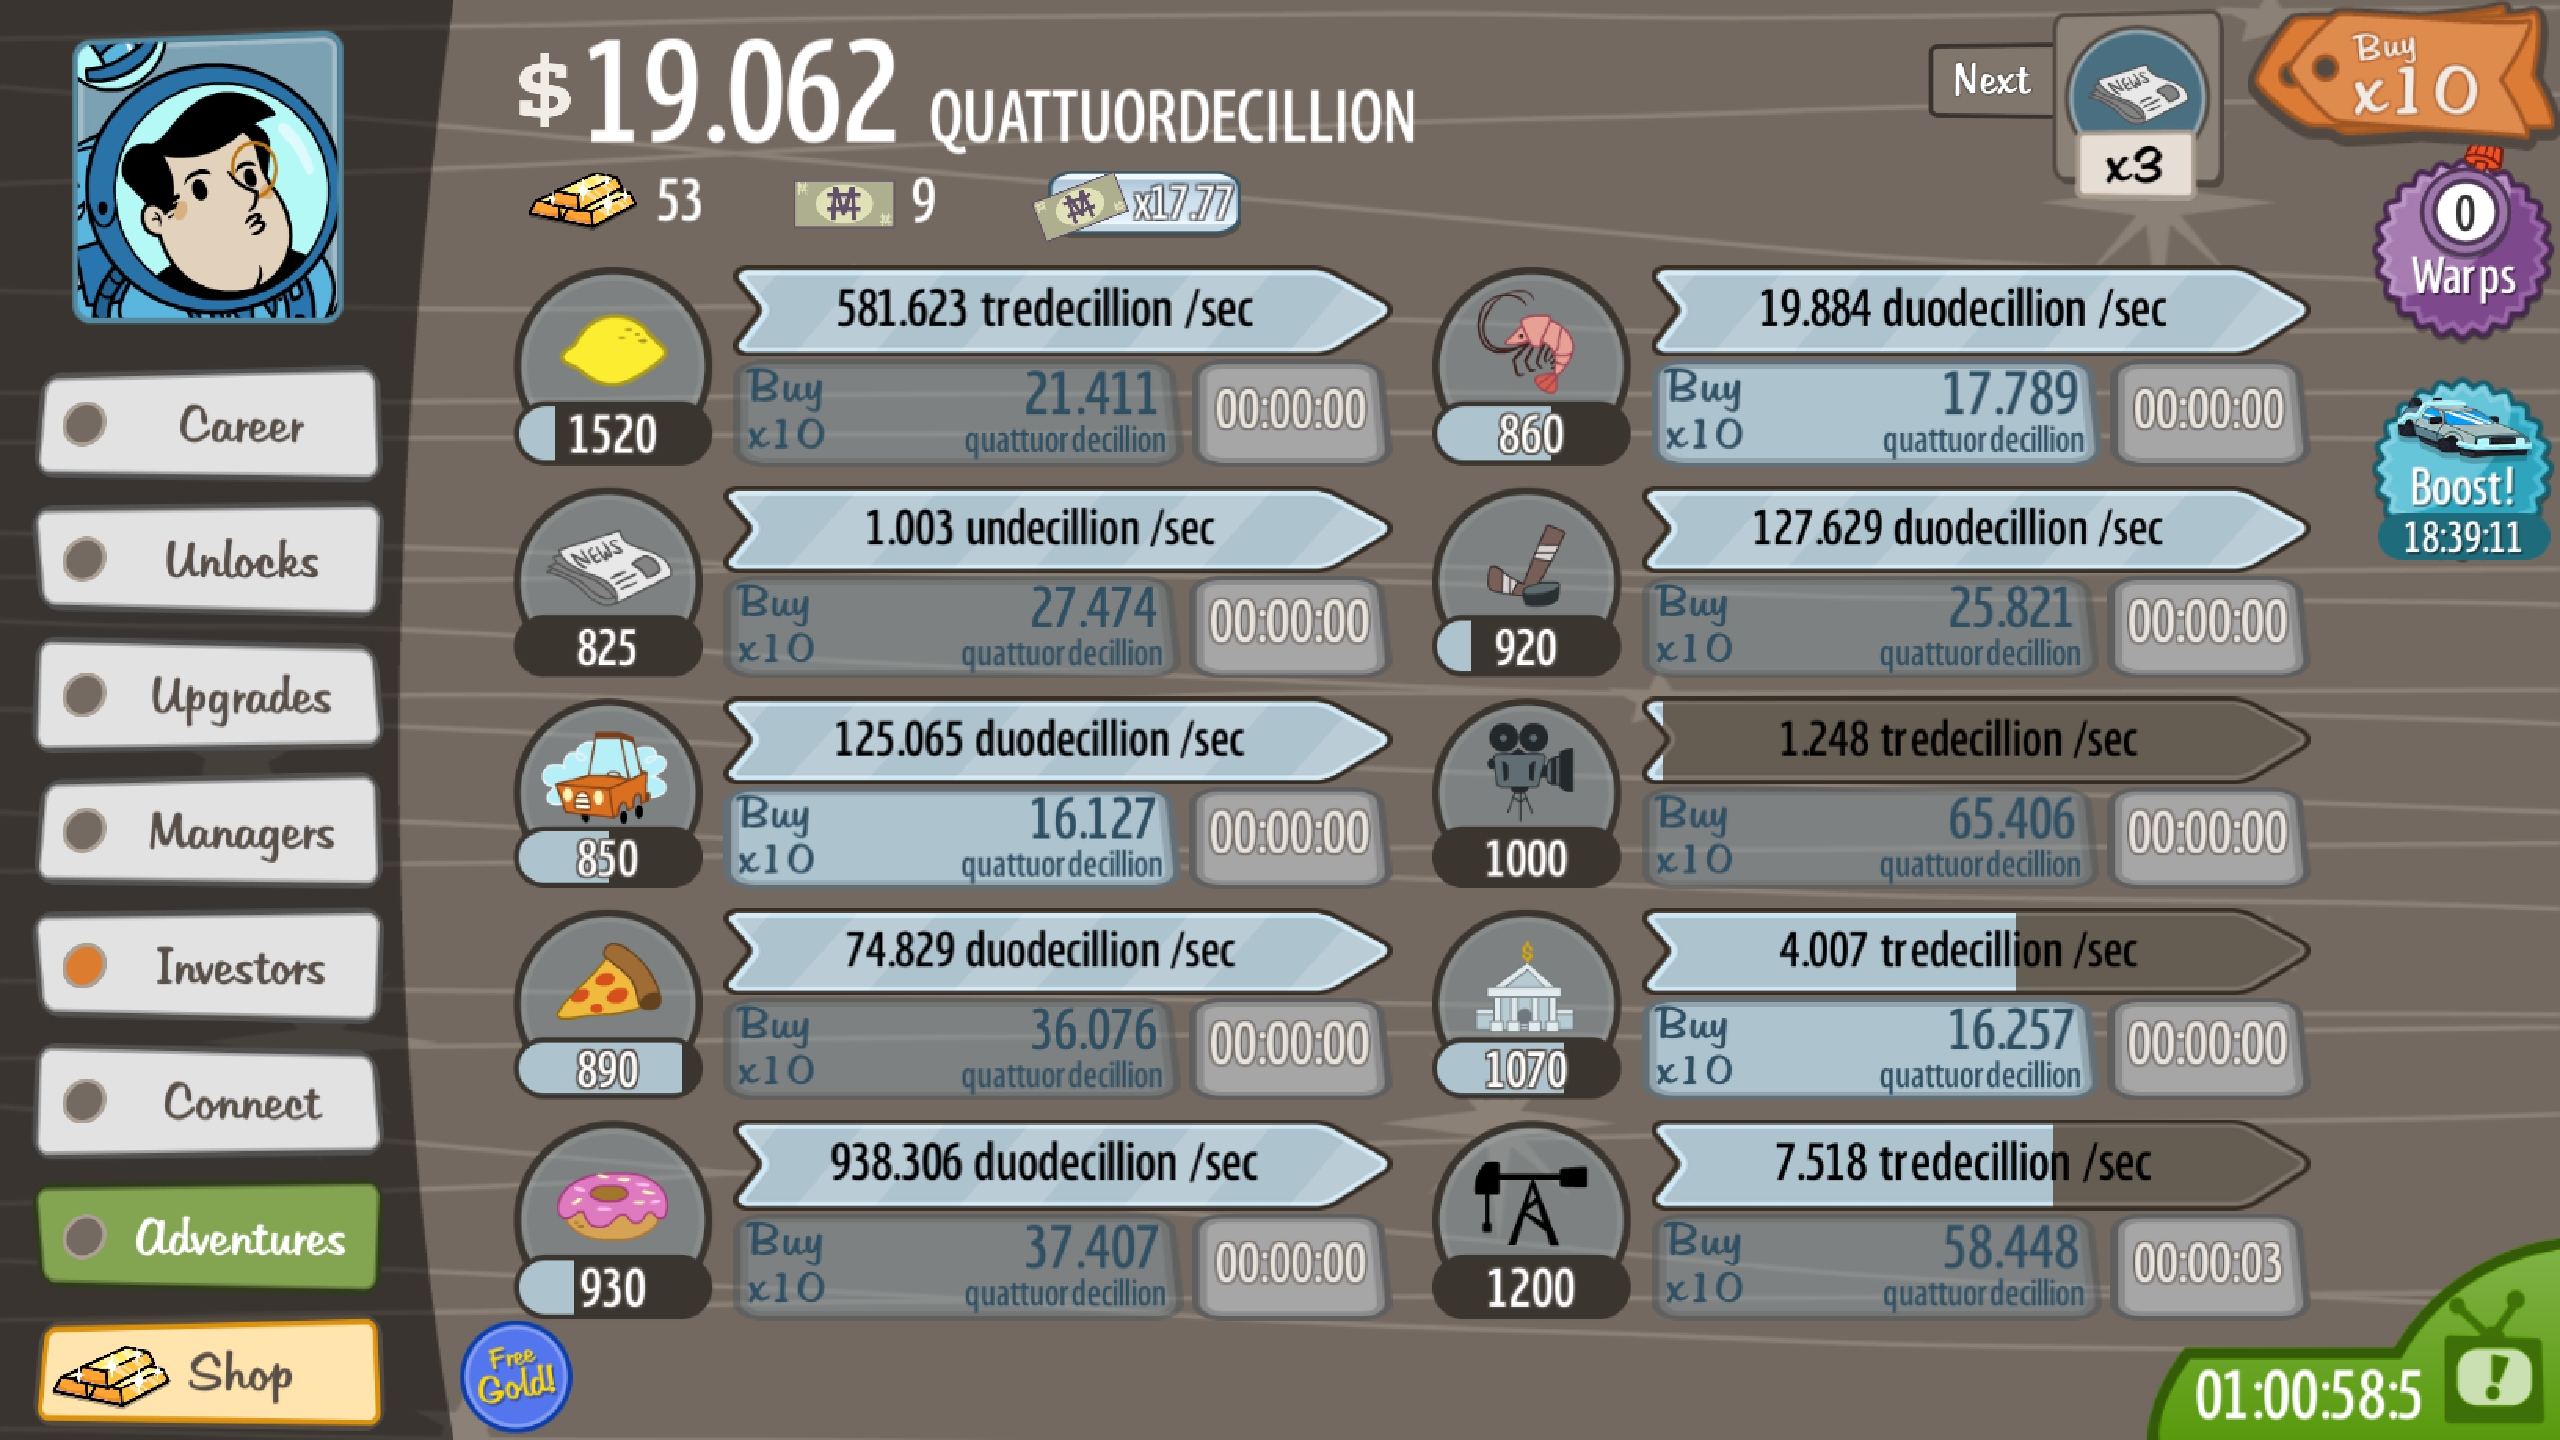 $19.062 QUATTUORDECILLION
Next
x3
Buy
x10
53
9
x17.77
0
Warps
Boost!
18:39:11
Career
Unlocks
Upgrades
Managers
Investors
Connect
Adventures
Shop
581.623 tredecillion /sec
1520
Buy
x10
21.411
quattuordecillion
00:00:00
19.884 duodecillion /sec
860
Buy
x10
17.789
quattuordecillion
00:00:00
NEWS
1.003 undecillion /sec
825
Buy
x10
27.474
quattuordecillion
00:00:00
127.629 duodecillion /sec
920
Buy
x10
25.821
quattuordecillion
00:00:00
125.065 duodecillion /sec
850
Buy
x10
16.127
quattuordecillion
00:00:00
1.248 tredecillion /sec
1000
Buy
x10
65.406
quattuordecillion
00:00:00
74.829 duodecillion /sec
890
Buy
x10
36.076
quattuordecillion
00:00:00
4.007 tredecillion /sec
1070
Buy
x10
16.257
quattuordecillion
00:00:00
938.306 duodecillion /sec
930
Buy
x10
37.407
quattuordecillion
00:00:00
7.518 tredecillion /sec
1200
Buy
x10
58.448
quattuordecillion
00:00:03
Free
Gold!
01:00:58:5
NEWS